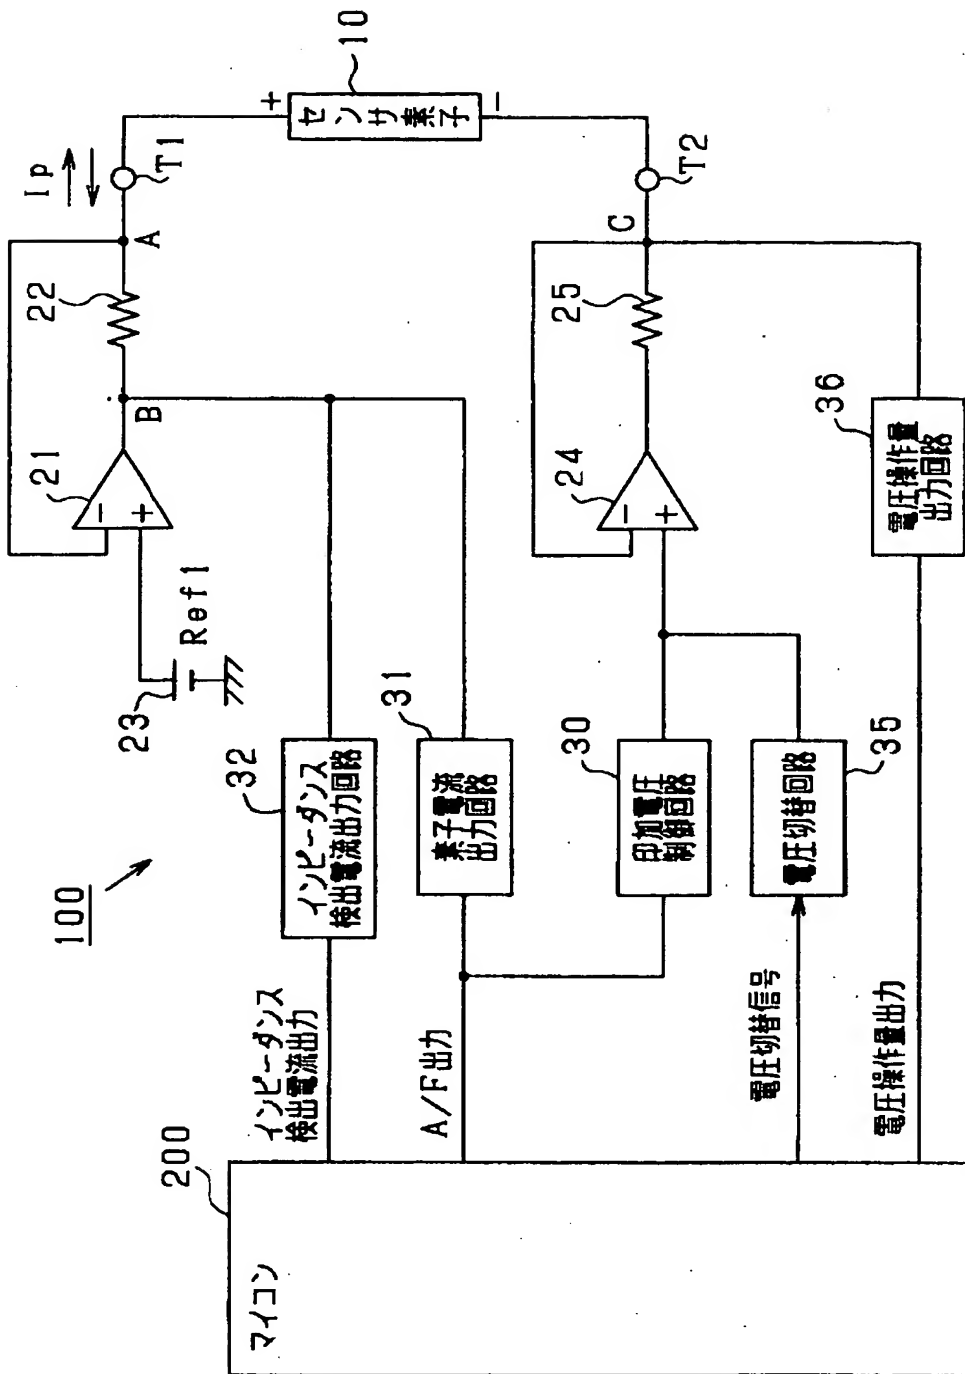 100
マイコン
200
インピーダンス
検出電流出力
A/F出力
電圧切替信号
電圧操作量出力
インピーダンス
検出電流出力回路
32
素子電流
出力回路
31
印加電圧
制御回路
30
電圧切替回路
35
電圧操作量
出力回路
36
23
Ref1
21
-
+
B
22
A
Ip
T1
+
センサ素子
10
-
24
-
+
25
C
T2